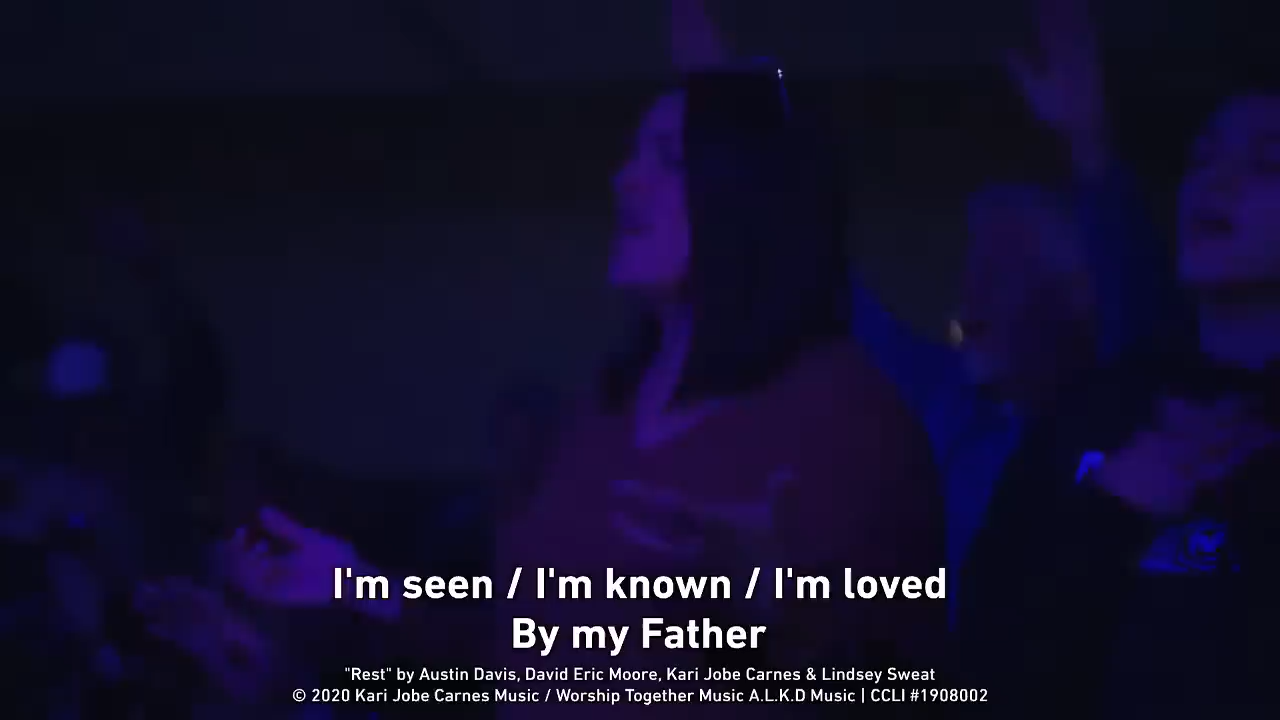 I'm seen / I'm known / I'm loved
By my Father
"Rest" by Austin Davis, David Eric Moore, Kari Jobe Carnes & Lindsey Sweat
© 2020 Kari Jobe Carnes Music / Worship Together Music A.L.K.D Music | CCLI #1908002